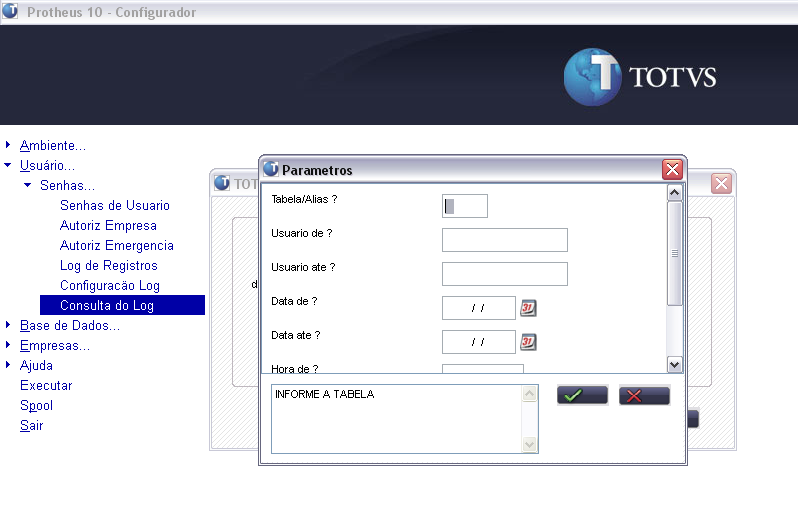 Protheus 10 - Configurador
TOTVS
Ambiente...
Usuário...
Senhas...
Senhas de Usuario
Autoriz Empresa
Autoriz Emergencia
Log de Registros
Configuracão Log
Consulta do Log
Base de Dados...
Empresas...
Ajuda
Executar
Spool
Sair
TOT
d
Parametros
Tabela/Alias ?
Usuario de ?
Usuario ate ?
Data de ?
/ /
31
Data ate ?
/ /
31
Hora de ?
INFORME A TABELA